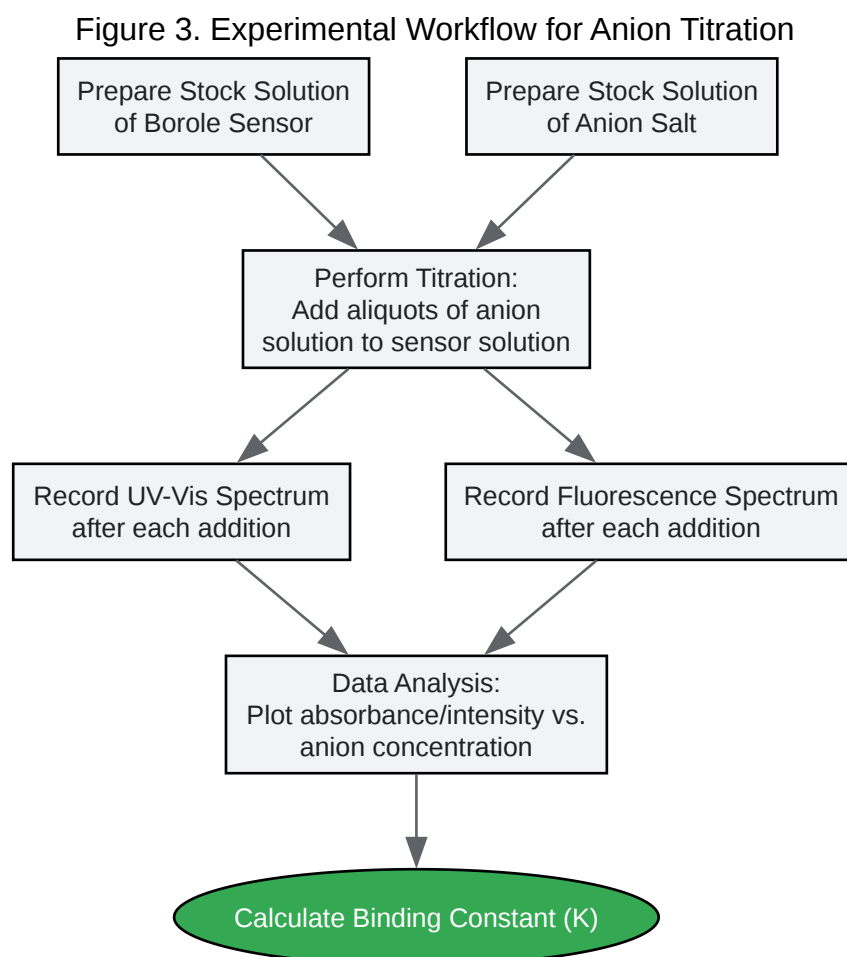 Figure 3. Experimental Workflow for Anion Titration
Prepare Stock Solution
of Borole Sensor
Prepare Stock Solution
of Anion Salt
Perform Titration:
Add aliquots of anion
solution to sensor solution
Record UV-Vis Spectrum
after each addition
Record Fluorescence Spectrum
after each addition
Data Analysis:
Plot absorbance/intensity vs.
anion concentration
Calculate Binding Constant (K)